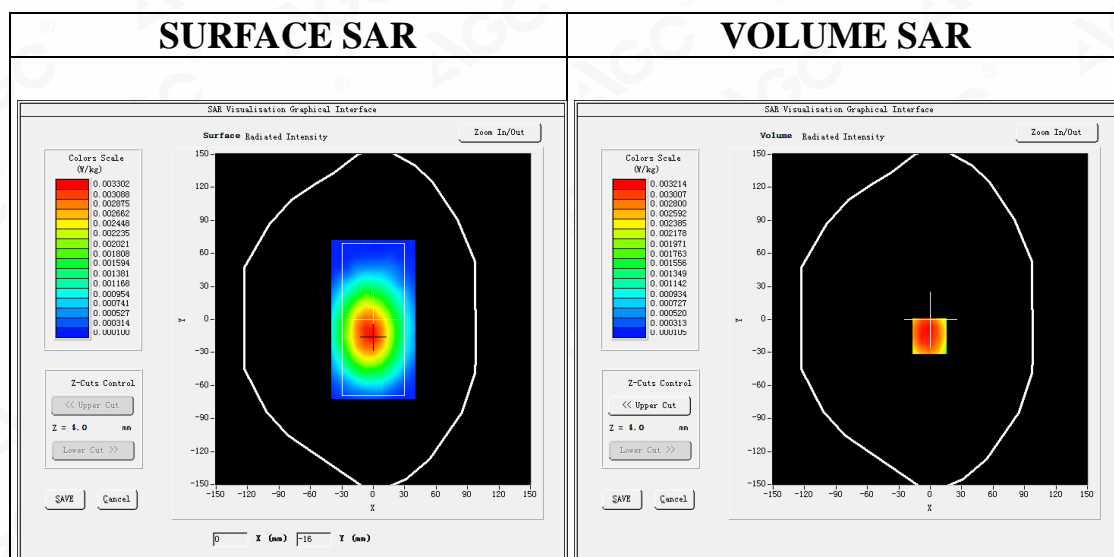 SURFACE SAR
VOLUME SAR
SAR Visualisation Graphical Interface
Surface Radiated Intensity
Zoom In/Out
Colors Scale
(W/kg)
0.003302
0.003088
0.002875
0.002662
0.002448
0.002235
0.002021
0.001808
0.001594
0.001381
0.001168
0.000954
0.000741
0.000527
0.000314
0.000100
Z-Cuts Control
<< Upper Cut
Z = 4.0 mm
Lower Cut >>
SAVE
Cancel
150
120
90
60
30
0
-30
-60
-90
-120
-150
Y
-150 -120 -90 -60 -30 0 30 60 90 120 150
X
0 X (mm) -16 Y (mm)
SAR Visualisation Graphical Interface
Volume Radiated Intensity
Zoom In/Out
Colors Scale
(W/kg)
0.003214
0.003007
0.002800
0.002592
0.002385
0.002178
0.001971
0.001763
0.001556
0.001349
0.001142
0.000934
0.000727
0.000520
0.000313
0.000105
Z-Cuts Control
<< Upper Cut
Z = 4.0 mm
Lower Cut >>
SAVE
Cancel
150
120
90
60
30
0
-30
-60
-90
-120
-150
Y
-150 -120 -90 -60 -30 0 30 60 90 120 150
X